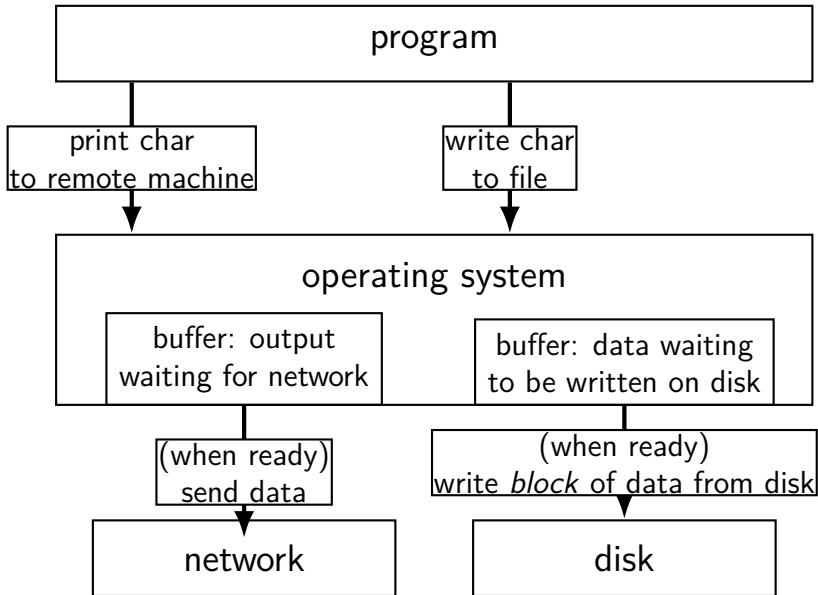 program
print char
to remote machine
write char
to file
operating system
buffer: output
waiting for network
buffer: data waiting
to be written on disk
(when ready)
send data
(when ready)
write block of data from disk
network
disk